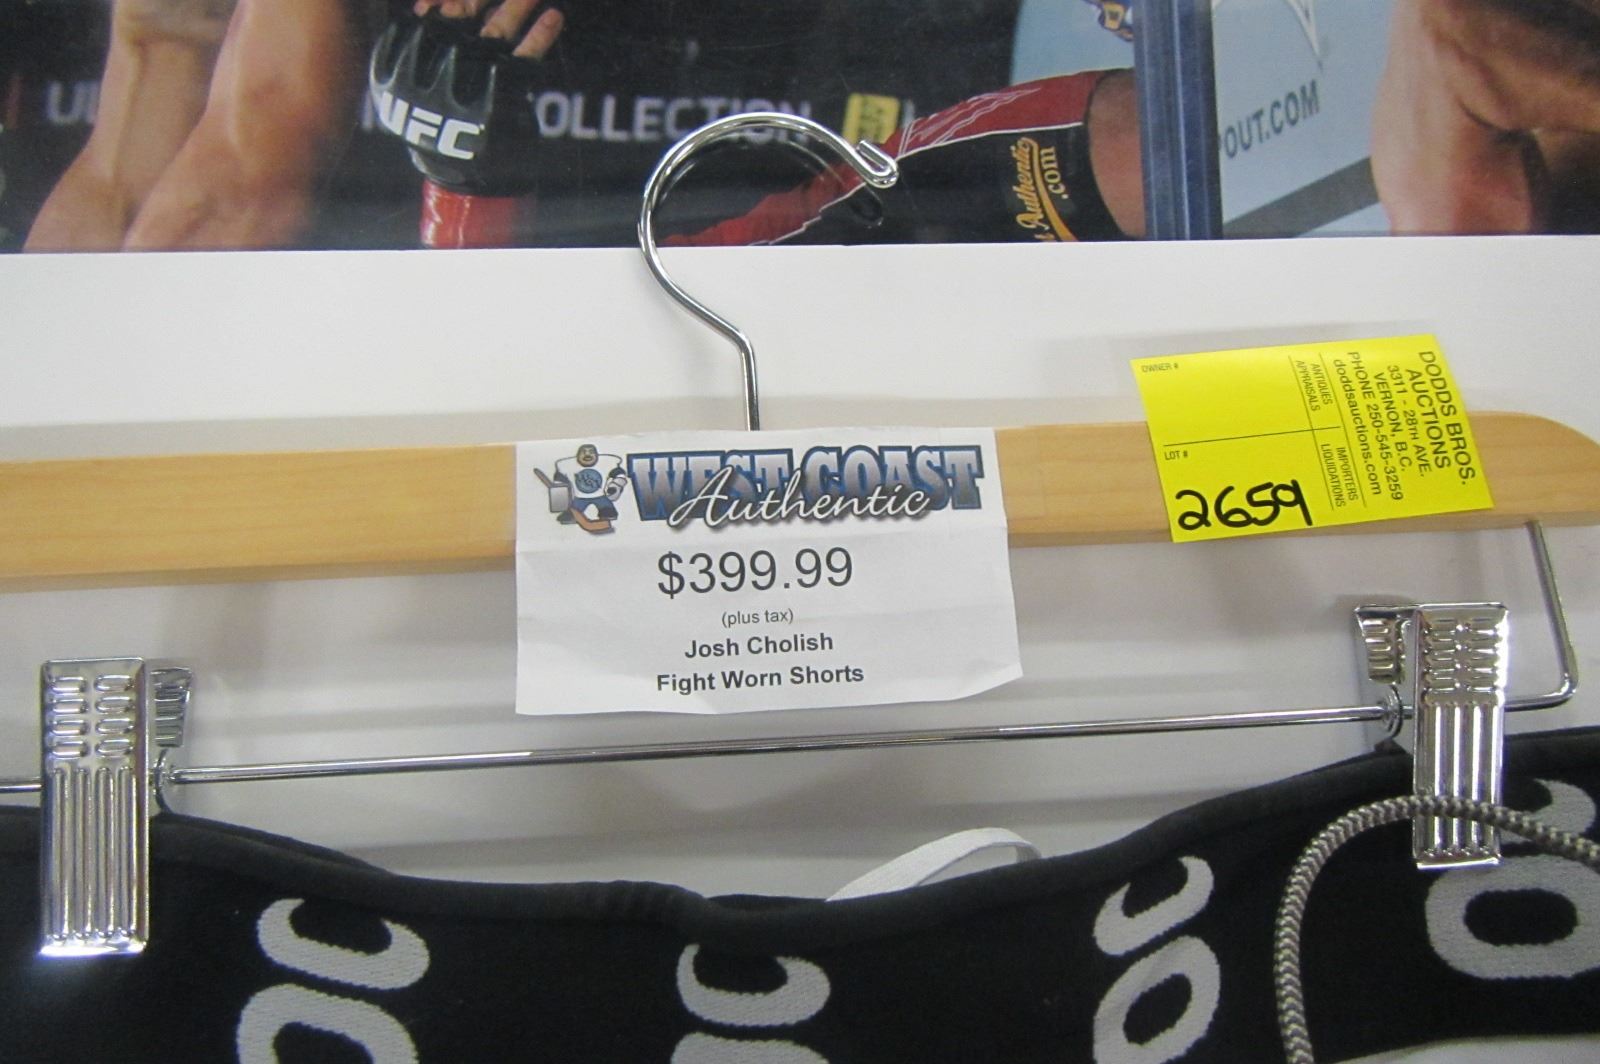 UFC
OLLECTION
POUT.COM
Authentic
.com
WEST COAST
Authentic
$399.99
(plus tax)
Josh Cholish
Fight Worn Shorts
DODDS BROS.
AUCTIONS
3311 - 28TH AVE.
VERNON, B.C.
PHONE 250-545-3259
doddsauctions.com
ANTIQUES
APPRAISALS
IMPORTERS
LIQUIDATIONS
OWNER #
LOT #
2659